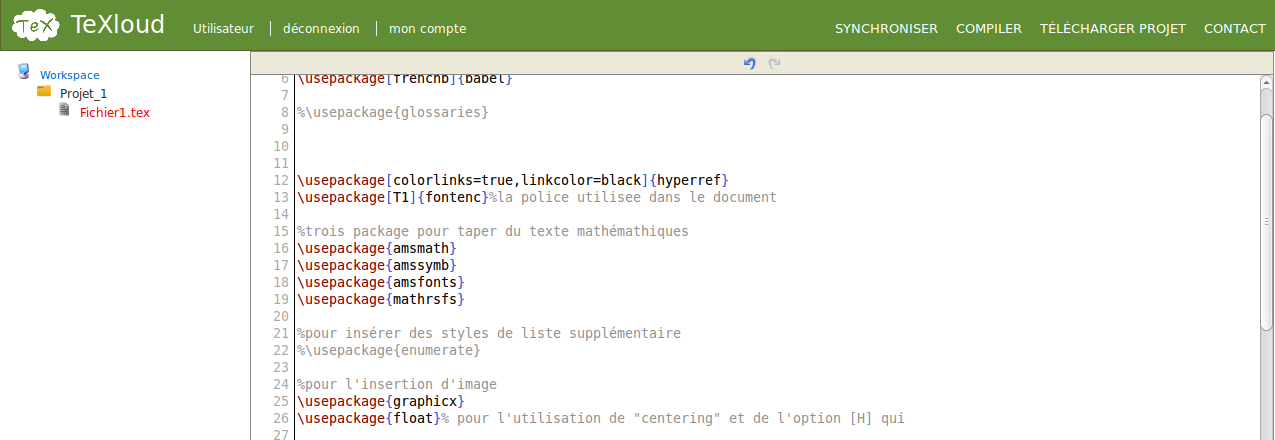 TeX TeXloud Utilisateur déconnexion mon compte SYNCHRONISER COMPILER TÉLÉCHARGER PROJET CONTACT
Workspace
Projet_1
Fichier1.tex
6 \usepackage[frenchb]{babel}
7
8 %\usepackage{glossaries}
9
10
11
12 \usepackage[colorlinks=true,linkcolor=black]{hyperref}
13 \usepackage[T1]{fontenc}%la police utilisee dans le document
14
15 %trois package pour taper du texte mathémathiques
16 \usepackage{amsmath}
17 \usepackage{amssymb}
18 \usepackage{amsfonts}
19 \usepackage{mathrsfs}
20
21 %pour insérer des styles de liste supplémentaire
22 %\usepackage{enumerate}
23
24 %pour l'insertion d'image
25 \usepackage{graphicx}
26 \usepackage{float}% pour l'utilisation de "centering" et de l'option [H] qui
27